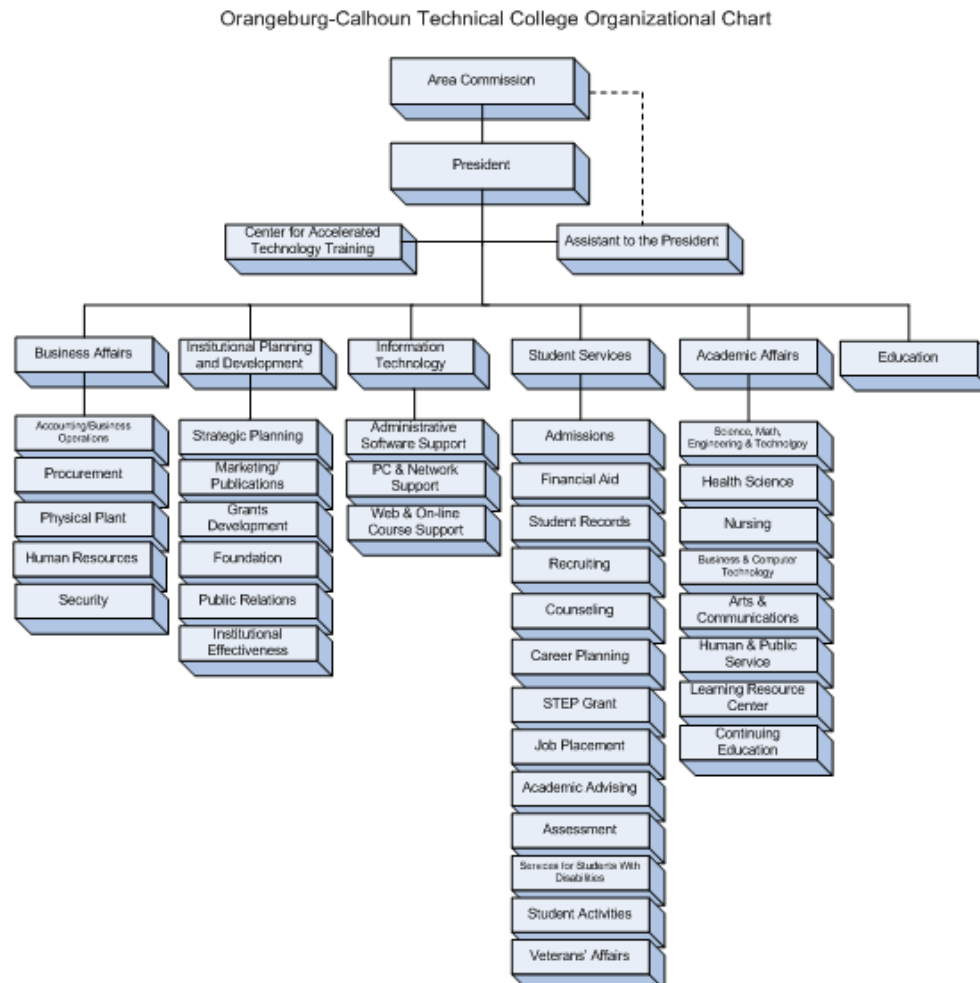 Orangeburg-Calhoun Technical College Organizational Chart
Area Commission
President
Center for Accelerated
Technology Training
Assistant to the President
Business Affairs
Institutional Planning
and Development
Information
Technology
Student Services
Academic Affairs
Education
Accounting/Business
Operations
Procurement
Physical Plant
Human Resources
Security
Strategic Planning
Marketing/
Publications
Grants
Development
Foundation
Public Relations
Institutional
Effectiveness
Administrative
Software Support
PC & Network
Support
Web & On-line
Course Support
Admissions
Financial Aid
Student Records
Recruiting
Counseling
Career Planning
STEP Grant
Job Placement
Academic Advising
Assessment
Services for Students With
Disabilities
Student Activities
Veterans' Affairs
Science, Math,
Engineering & Technolgoy
Health Science
Nursing
Business & Computer
Technology
Arts &
Communications
Human & Public
Service
Learning Resource
Center
Continuing
Education